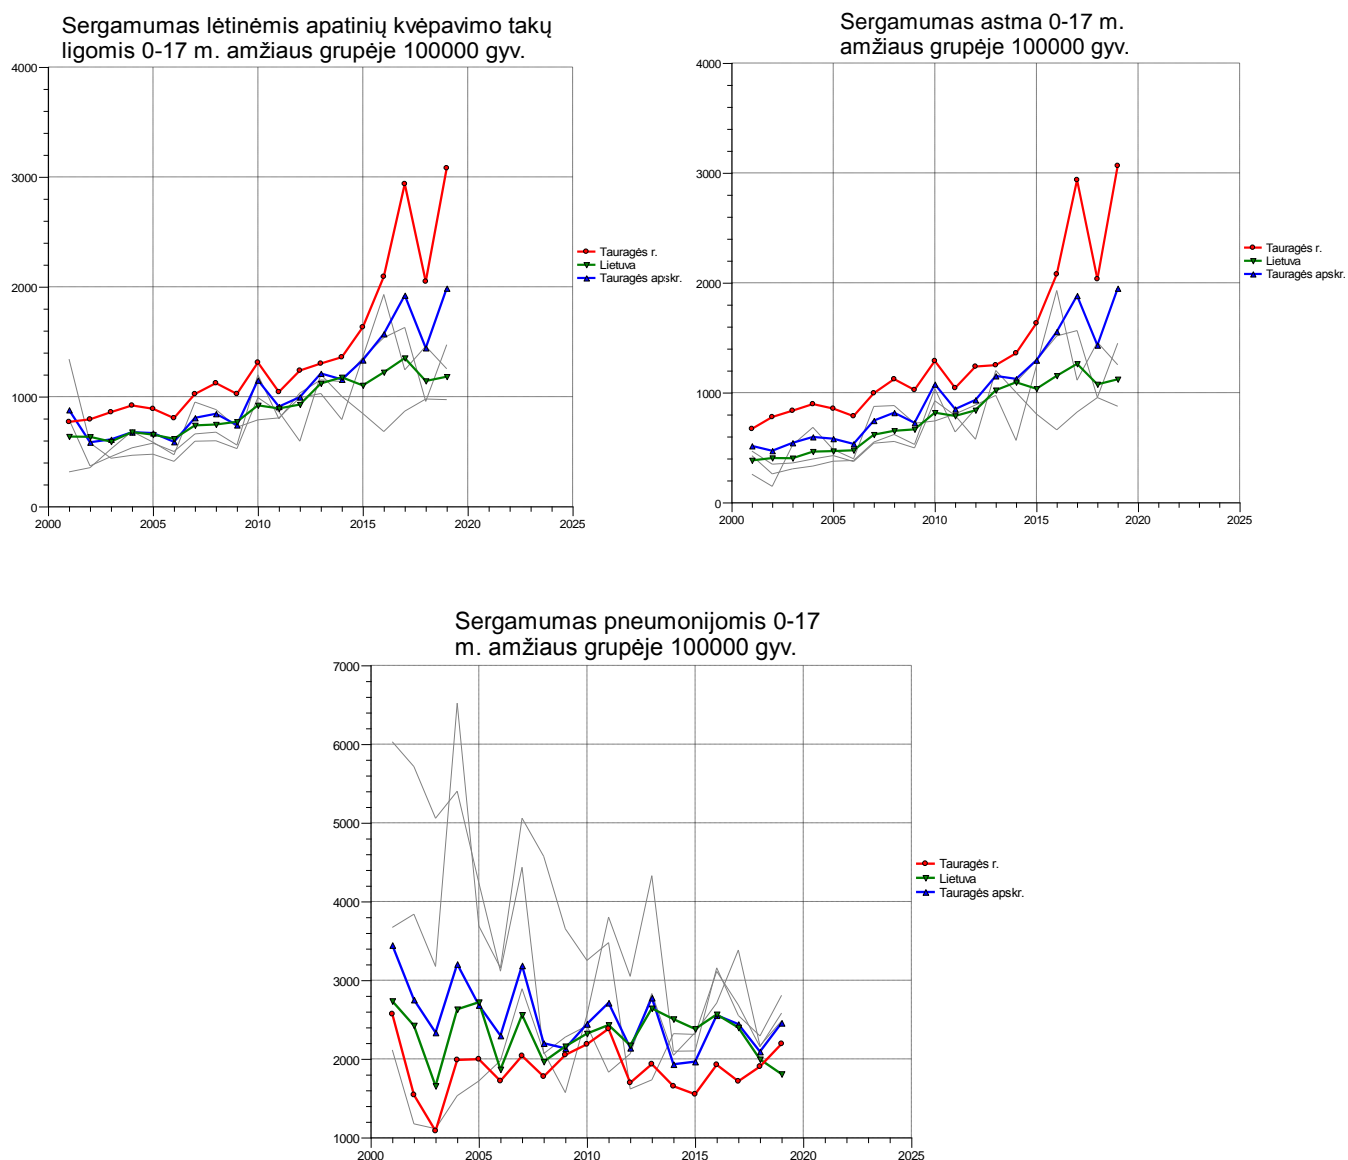 Sergamumas lėtinėmis apatinių kvėpavimo takų
ligomis 0-17 m. amžiaus grupėje 100000 gyv.
4000
3000
2000
1000
0
2000
2005
2010
2015
2020
2025
Tauragės r.
Lietuva
Tauragės apskr.
Sergamumas astma 0-17 m.
amžiaus grupėje 100000 gyv.
4000
3000
2000
1000
0
2000
2005
2010
2015
2020
2025
Tauragės r.
Lietuva
Tauragės apskr.
Sergamumas pneumonijomis 0-17
m. amžiaus grupėje 100000 gyv.
7000
6000
5000
4000
3000
2000
1000
2000
2005
2010
2015
2020
2025
Tauragės r.
Lietuva
Tauragės apskr.